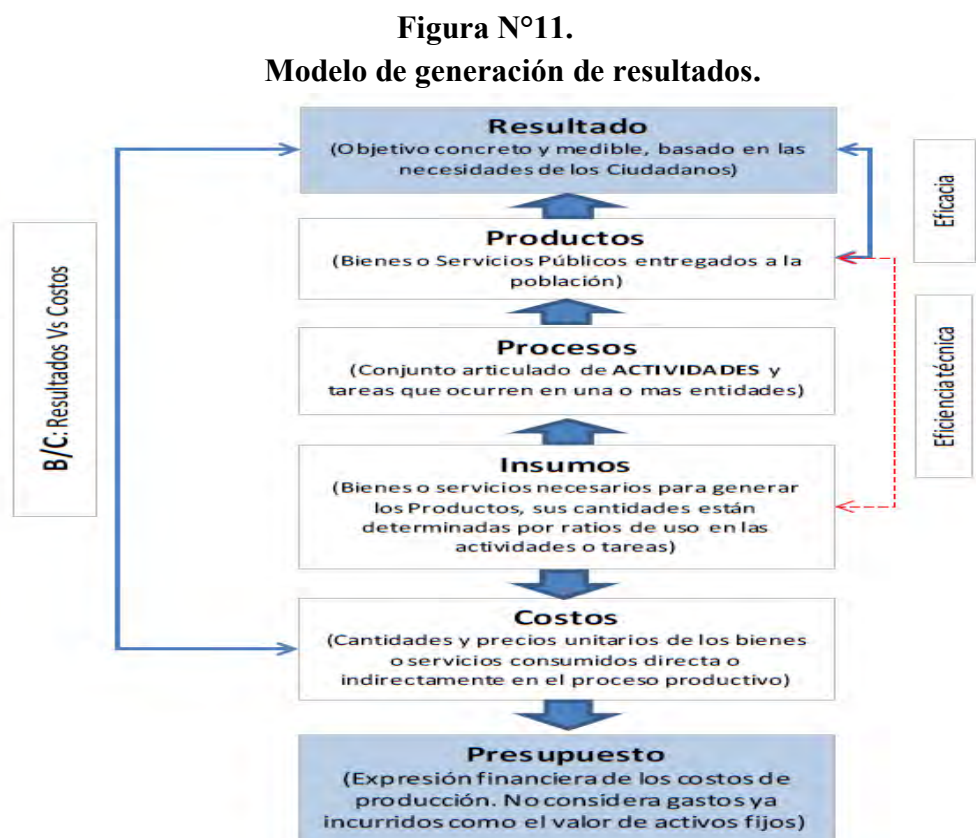 Figura N°11.
Modelo de generación de resultados.
Resultado
(Objetivo concreto y medible, basado en las
necesidades de los Ciudadanos)
Productos
(Bienes o Servicios Públicos entregados a la
población)
Procesos
(Conjunto articulado de ACTIVIDADES y
tareas que ocurren en una o mas entidades)
Insumos
(Bienes o servicios necesarios para generar
los Productos, sus cantidades están
determinadas por ratios de uso en las
actividades o tareas)
Costos
(Cantidades y precios unitarios de los bienes
o servicios consumidos directa o
indirectamente en el proceso productivo)
Presupuesto
(Expresión financiera de los costos de
producción. No considera gastos ya
incurridos como el valor de activos fijos)
B/C: Resultados Vs Costos
Eficacia
Eficiencia técnica